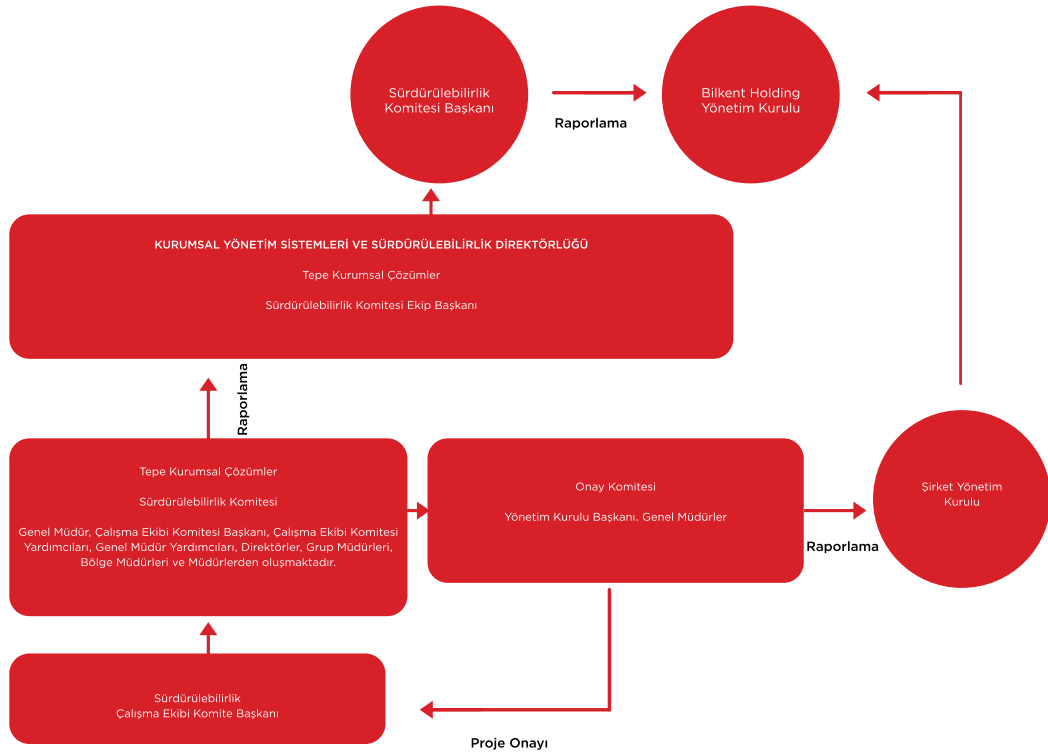 Sürdürülebilirlik
Komitesi Başkanı
Raporlama
Bilkent Holding
Yönetim Kurulu
KURUMSAL YÖNETİM SİSTEMLERİ VE SÜRDÜRÜLEBİLİRLİK DİREKTÖRLÜĞÜ
Tepe Kurumsal Çözümler
Sürdürülebilirlik Komitesi Ekip Başkanı
Raporlama
Tepe Kurumsal Çözümler
Sürdürülebilirlik Komitesi
Genel Müdür, Çalışma Ekibi Komitesi Başkanı, Çalışma Ekibi Komitesi
Yardımcıları, Genel Müdür Yardımcıları, Direktörler, Grup Müdürleri,
Bölge Müdürleri ve Müdürlerden oluşmaktadır.
Onay Komitesi
Yönetim Kurulu Başkanı. Genel Müdürler
Raporlama
Şirket Yönetim
Kurulu
Sürdürülebilirlik
Çalışma Ekibi Komite Başkanı
Proje Onayı